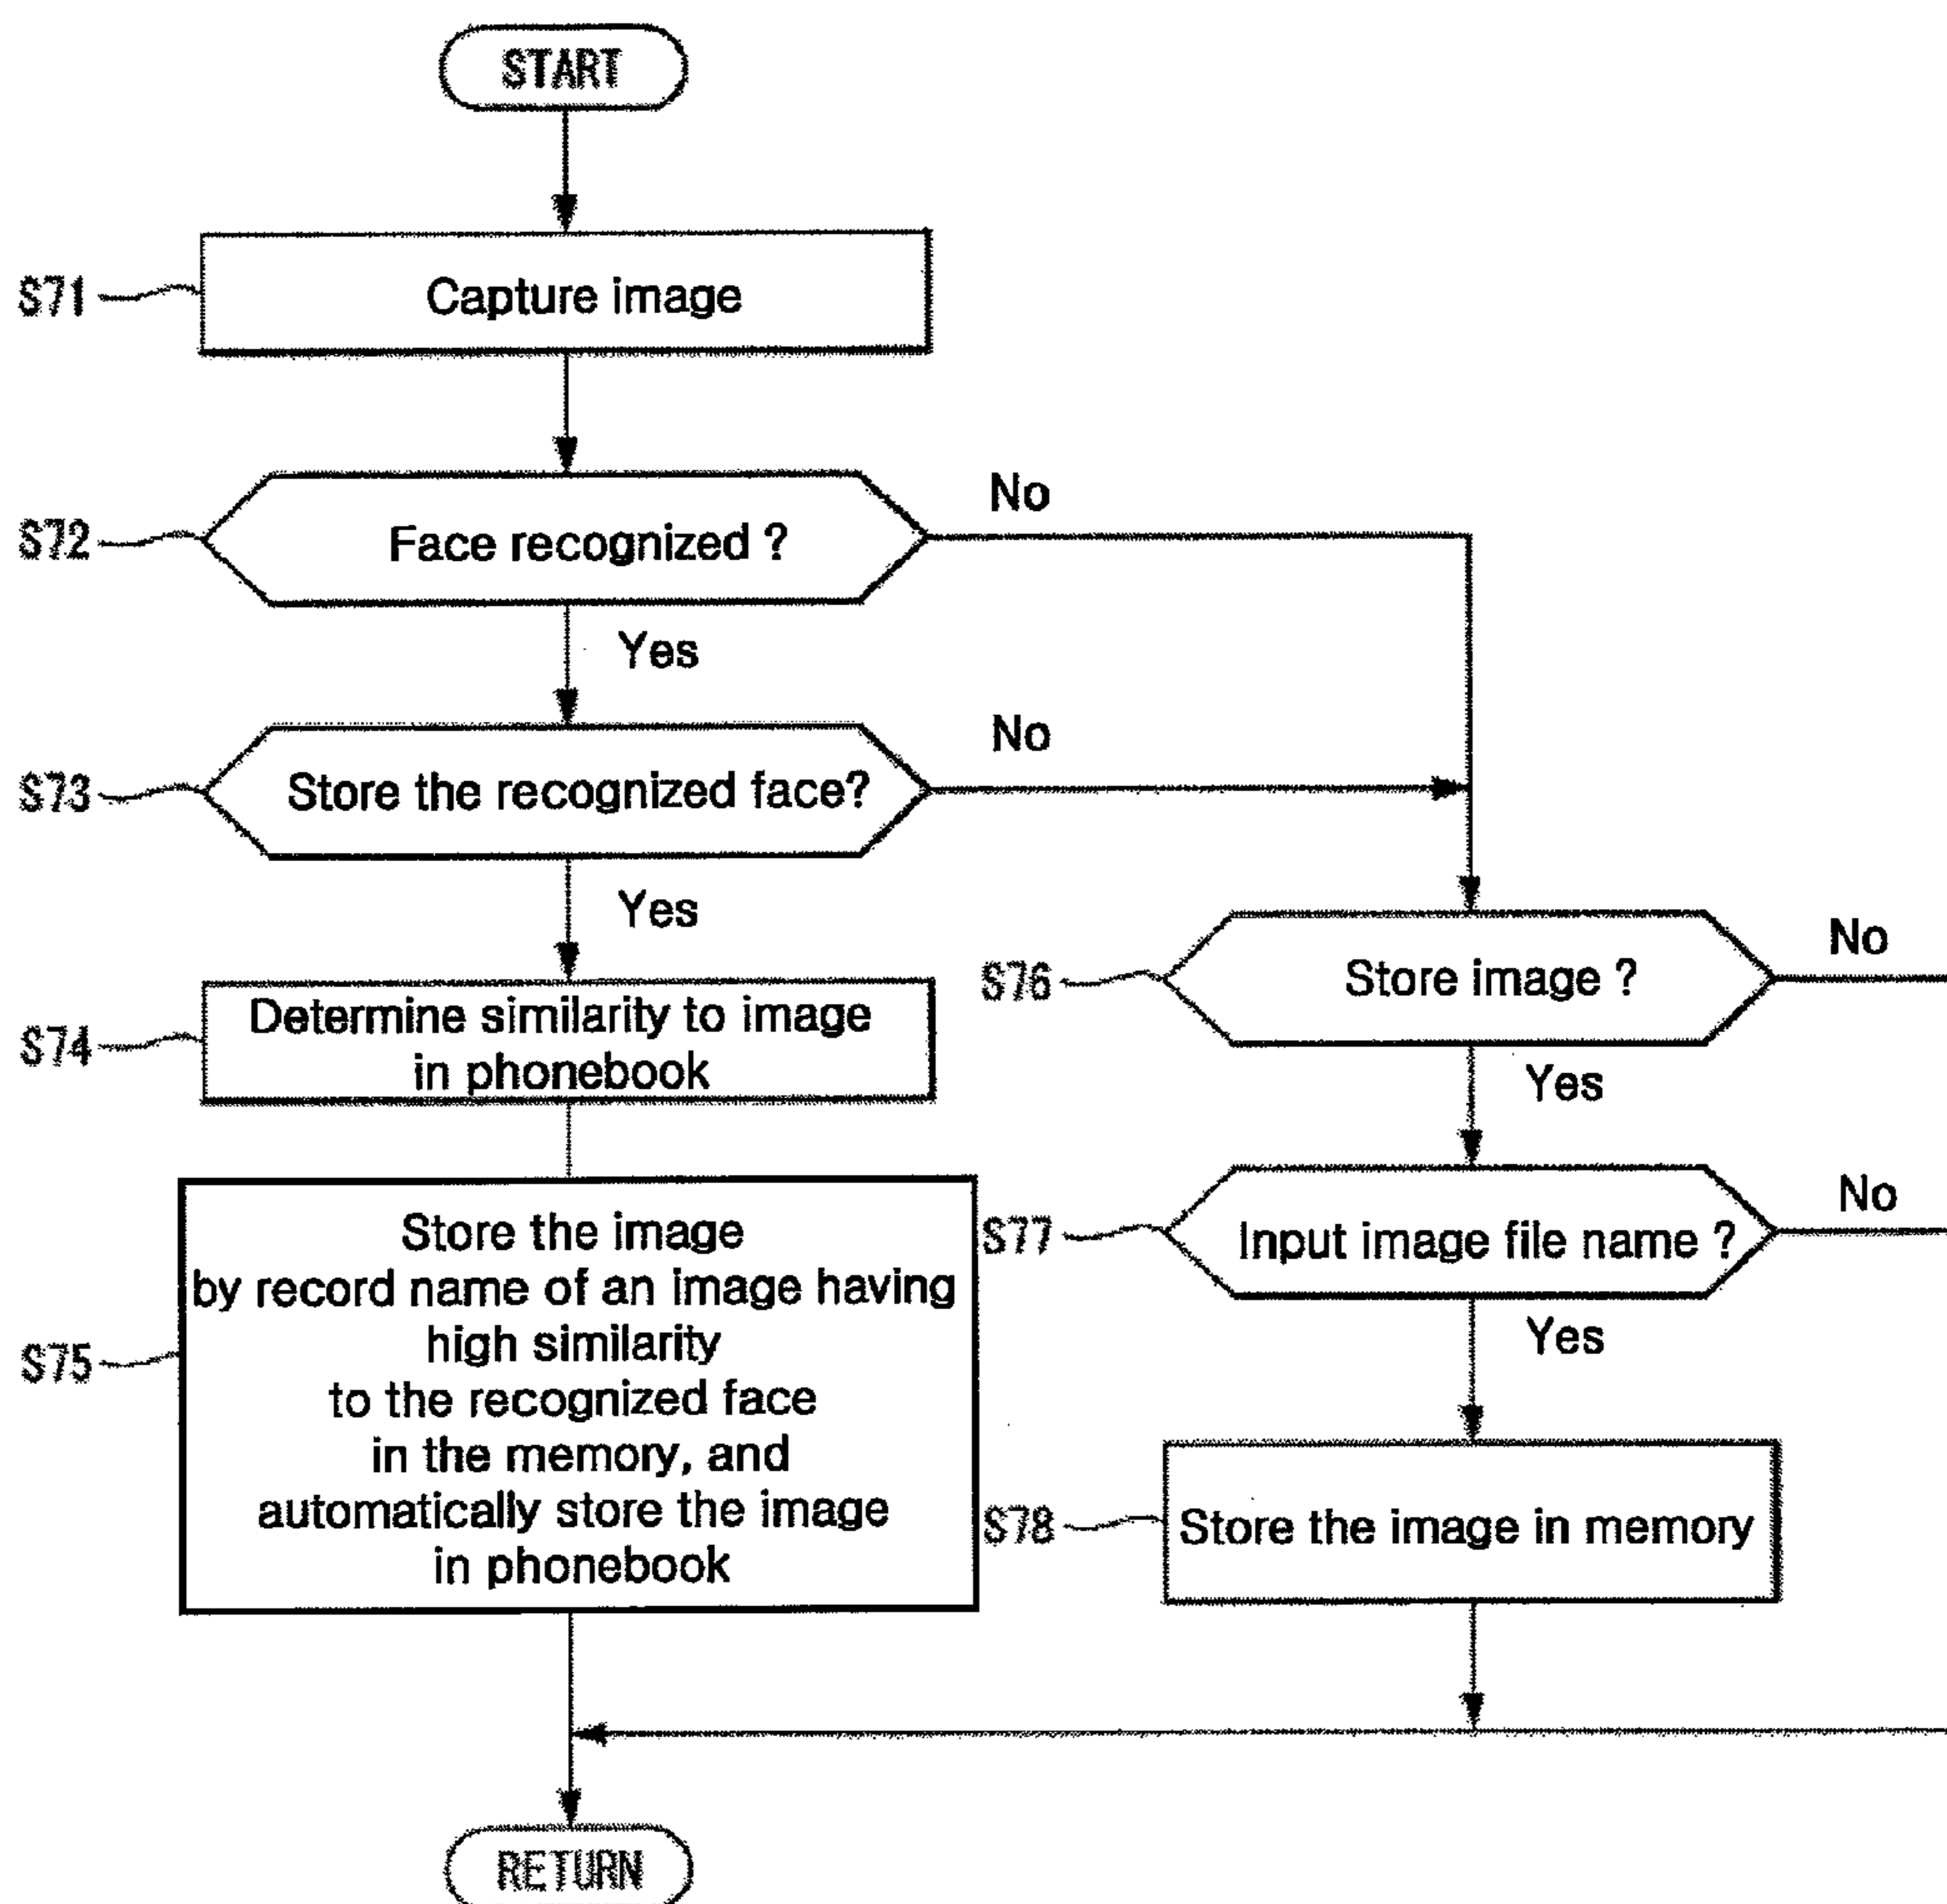 START
S71
Capture image
S72
Face recognized ?
No
Yes
S73
Store the recognized face?
No
Yes
S74
Determine similarity to image
in phonebook
S75
Store the image
by record name of an image having
high similarity
to the recognized face
in the memory, and
automatically store the image
in phonebook
S76
Store image ?
No
Yes
S77
Input image file name ?
No
Yes
S78
Store the image in memory
RETURN